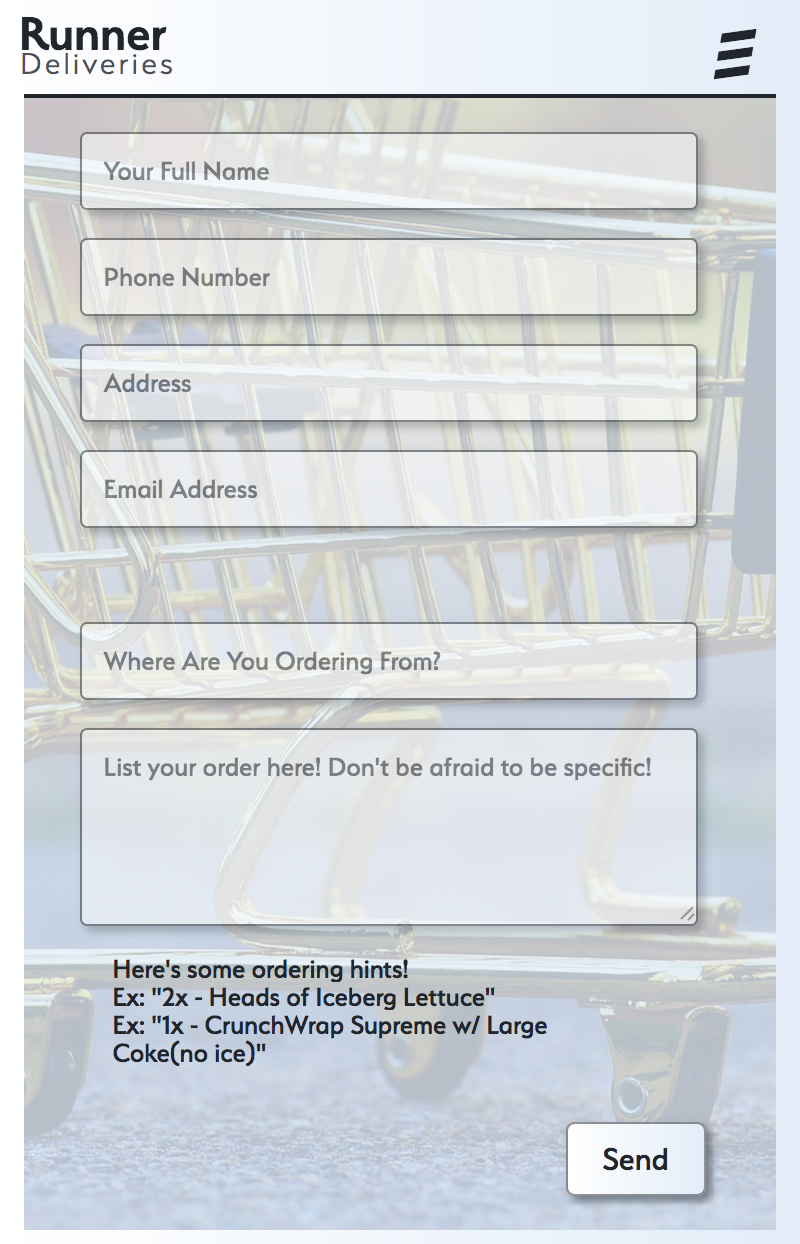 Runner
Deliveries
Your Full Name
Phone Number
Address
Email Address
Where Are You Ordering From?
List your order here! Don't be afraid to be specific!
Here's some ordering hints!
Ex: "2x - Heads of Iceberg Lettuce"
Ex: "1x - CrunchWrap Supreme w/ Large
Coke(no ice)"
Send